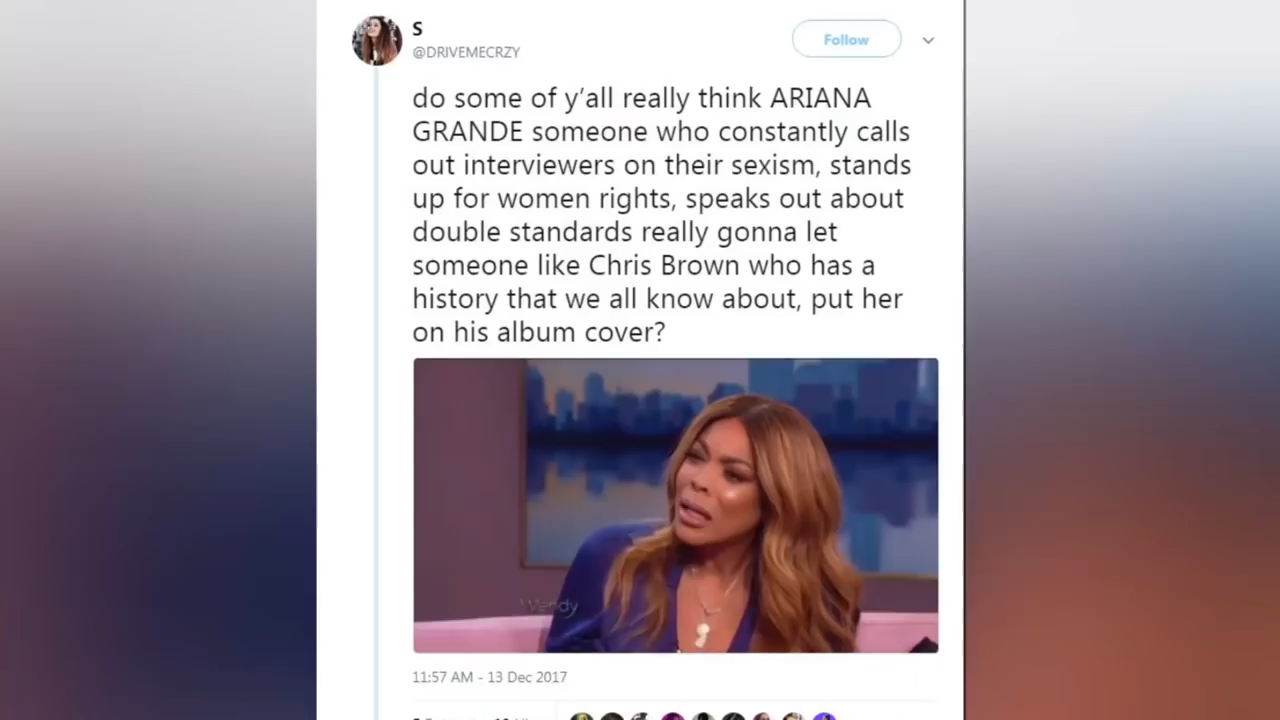 S
@DRIVEMECRZY
Follow
do some of y'all really think ARIANA
GRANDE someone who constantly calls
out interviewers on their sexism, stands
up for women rights, speaks out about
double standards really gonna let
someone like Chris Brown who has a
history that we all know about, put her
on his album cover?
Wendy
11:57 AM - 13 Dec 2017